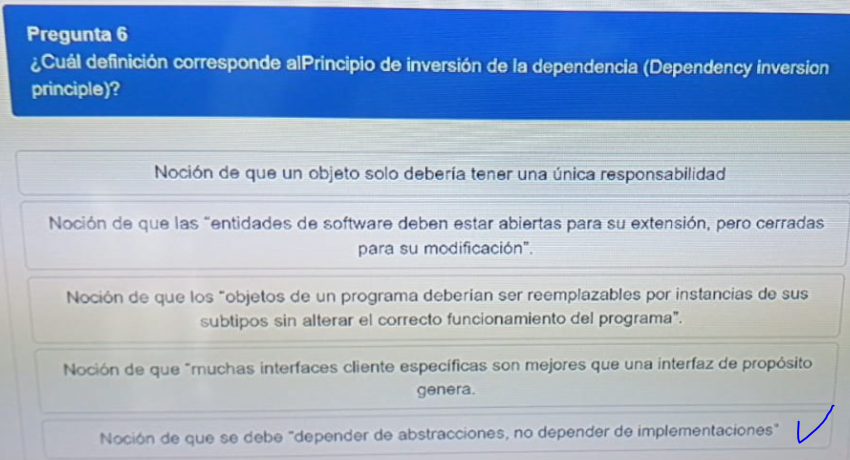 Pregunta 6
¿Cuál definición corresponde alPrincipio de inversión de la dependencia (Dependency inversion
principle)?
Noción de que un objeto solo debería tener una única responsabilidad
Noción de que las "entidades de software deben estar abiertas para su extensión, pero cerradas
para su modificación".
Noción de que los "objetos de un programa deberían ser reemplazables por instancias de sus
subtipos sin alterar el correcto funcionamiento del programa".
Noción de que "muchas interfaces cliente específicas son mejores que una interfaz de propósito
genera.
Noción de que se debe "depender de abstracciones, no depender de implementaciones"